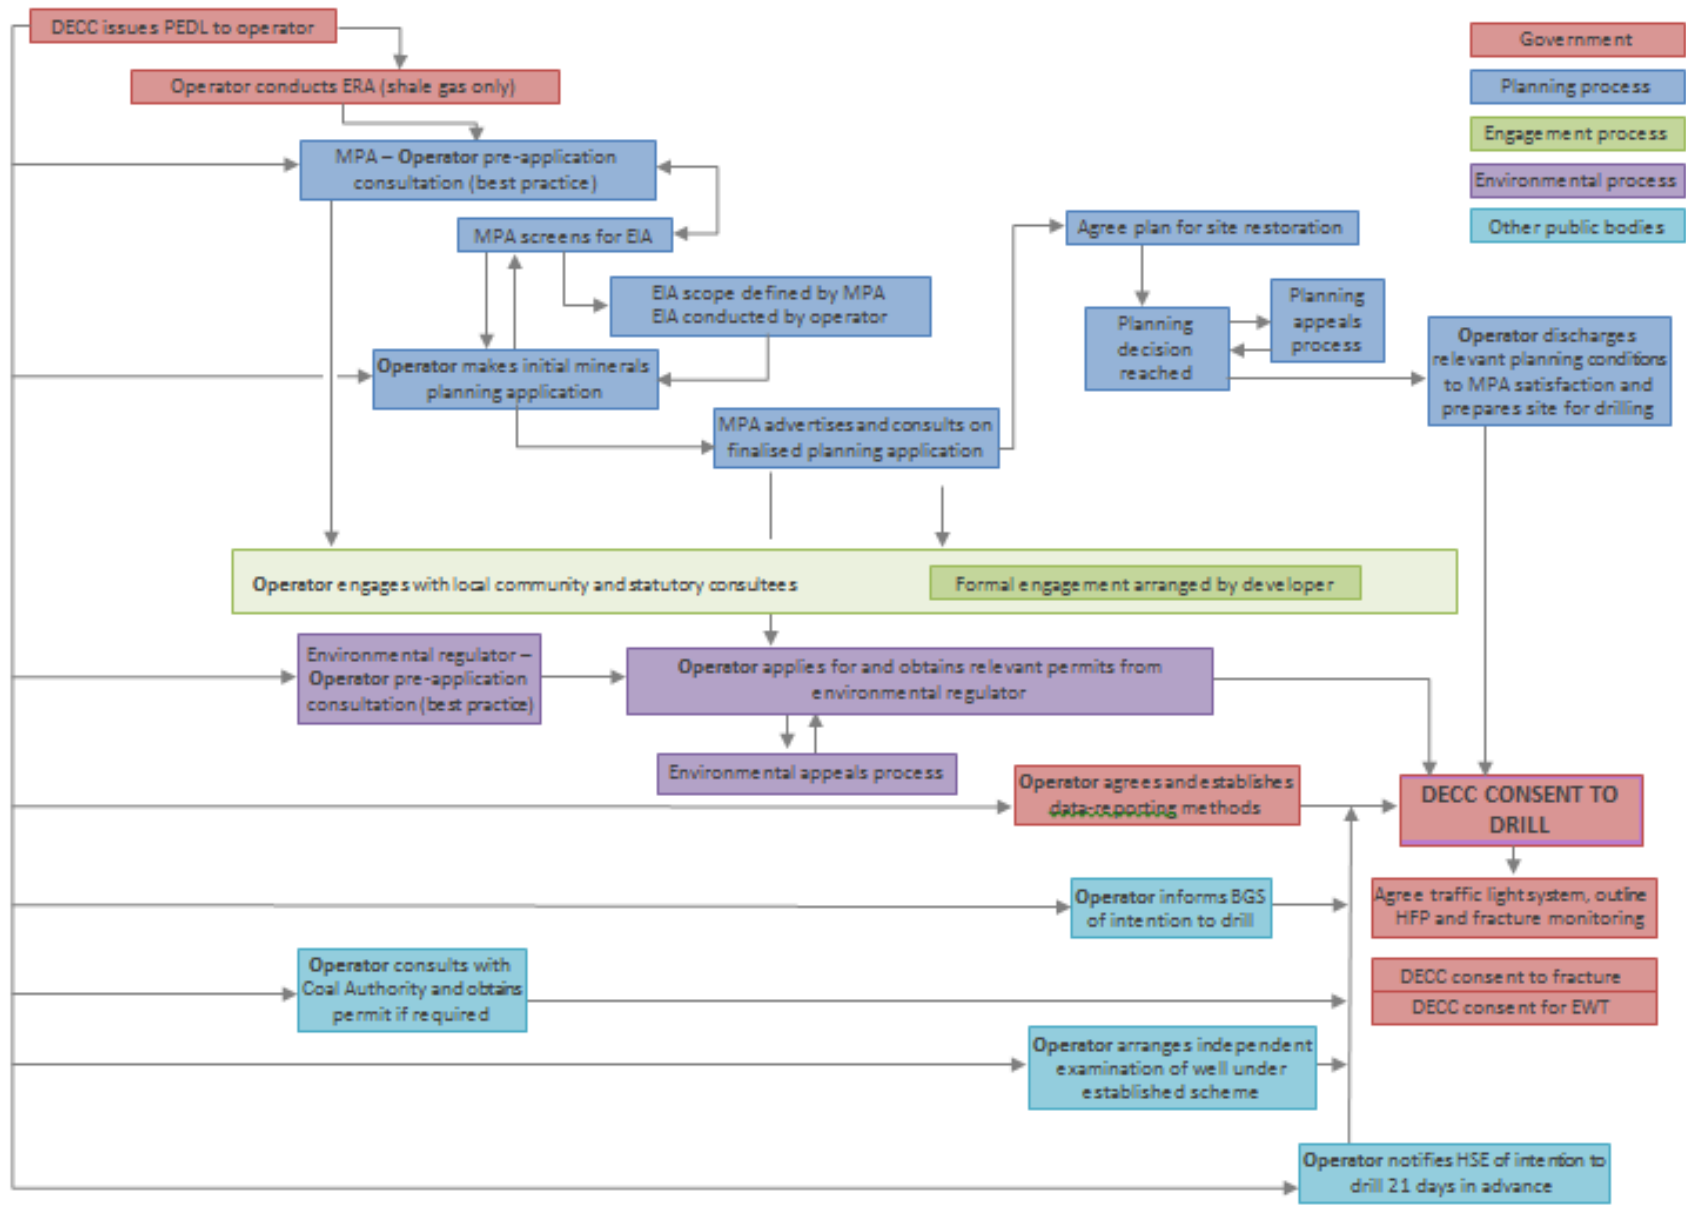 DECC issues PEDL to operator
Operator conducts ERA (shale gas only)
MPA – Operator pre-application
consultation (best practice)
MPA screens for EIA
EIA scope defined by MPA
EIA conducted by operator
Operator makes initial minerals
planning application
MPA advertises and consults on
finalised planning application
Agree plan for site restoration
Planning
decision
reached
Planning
appeals
process
Operator discharges
relevant planning conditions
to MPA satisfaction and
prepares site for drilling
Government
Planning process
Engagement process
Environmental process
Other public bodies
Operator engages with local community and statutory consultees
Formal engagement arranged by developer
Environmental regulator –
Operator pre-application
consultation (best practice)
Operator applies for and obtains relevant permits from
environmental regulator
Environmental appeals process
Operator agrees and establishes
data-reporting methods
DECC CONSENT TO
DRILL
Operator informs BGS
of intention to drill
Agree traffic light system, outline
HFP and fracture monitoring
Operator consults with
Coal Authority and obtains
permit if required
DECC consent to fracture
DECC consent for EWT
Operator arranges independent
examination of well under
established scheme
Operator notifies HSE of intention to
drill 21 days in advance